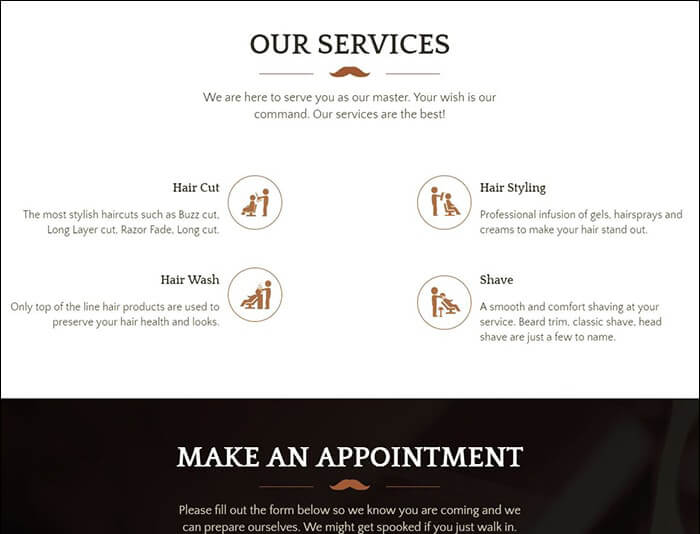 OUR SERVICES
We are here to serve you as our master. Your wish is our
command. Our services are the best!
Hair Cut
The most stylish haircuts such as Buzz cut,
Long Layer cut, Razor Fade, Long cut.
Hair Styling
Professional infusion of gels, hairsprays and
creams to make your hair stand out.
Hair Wash
Only top of the line hair products are used to
preserve your hair health and looks.
Shave
A smooth and comfort shaving at your
service. Beard trim, classic shave, head
shave are just a few to name.
MAKE AN APPOINTMENT
Please fill out the form below so we know you are coming and we
can prepare ourselves. We might get spooked if you just walk in.